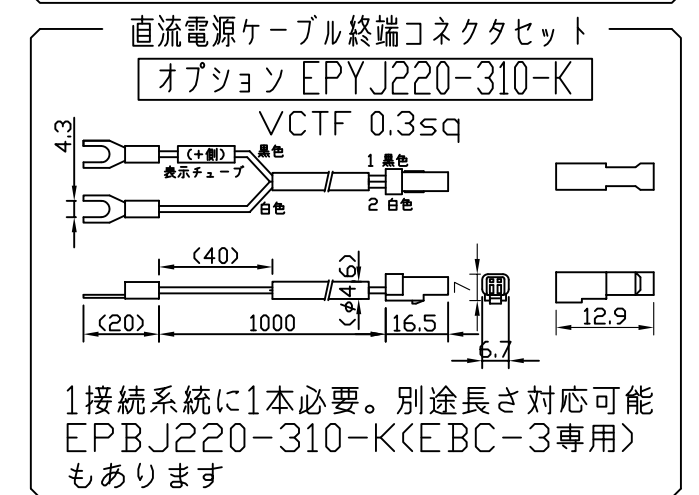 直流電源ケーブル終端コネクタセット
オプション EPYJ220-310-K
VCTF 0.3sq
4.3
(+側)
黒色
表示チューブ
白色
1 黒色
2 白色
(40)
(φ4.6)
7
(20)
1000
16.5
6.7
12.9
1接続系統に1本必要。別途長さ対応可能
EPBJ220-310-K(EBC-3専用)
もあります